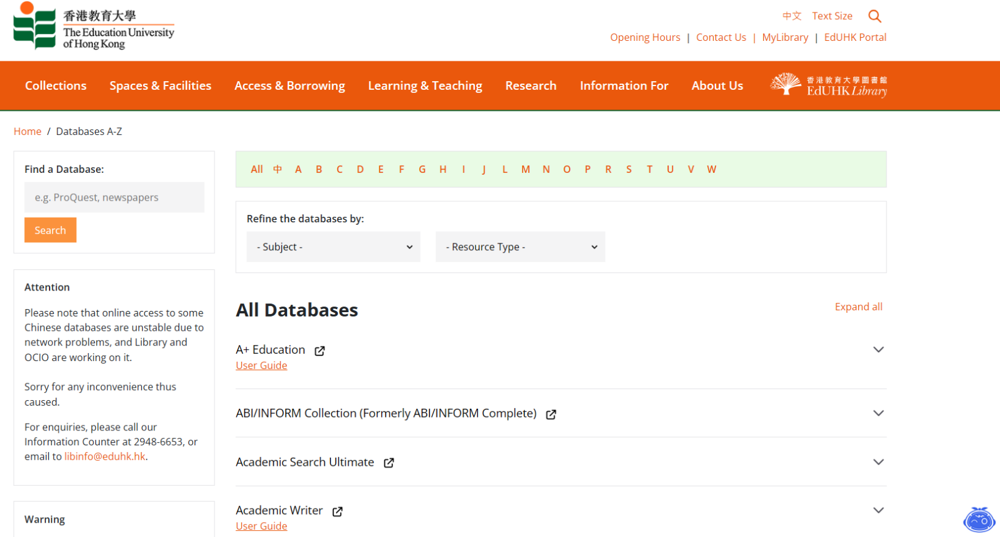 香港教育大學
The Education University
of Hong Kong
中文 Text Size
Opening Hours | Contact Us | MyLibrary | EdUHK Portal
Collections Spaces & Facilities Access & Borrowing Learning & Teaching Research Information For About Us
香港教育大學圖書館
EdUHK Library
Home / Databases A-Z
Find a Database:
e.g. ProQuest, newspapers
Search
Attention
Please note that online access to some
Chinese databases are unstable due to
network problems, and Library and
OCIO are working on it.
Sorry for any inconvenience thus
caused.
For enquiries, please call our
Information Counter at 2948-6653, or
email to libinfo@eduhk.hk.
Warning
All 中 A B C D E F G H I J L M N O P R S T U V W
Refine the databases by:
- Subject - - Resource Type -
All Databases
Expand all
A+ Education
User Guide
ABI/INFORM Collection (Formerly ABI/INFORM Complete)
Academic Search Ultimate
Academic Writer
User Guide